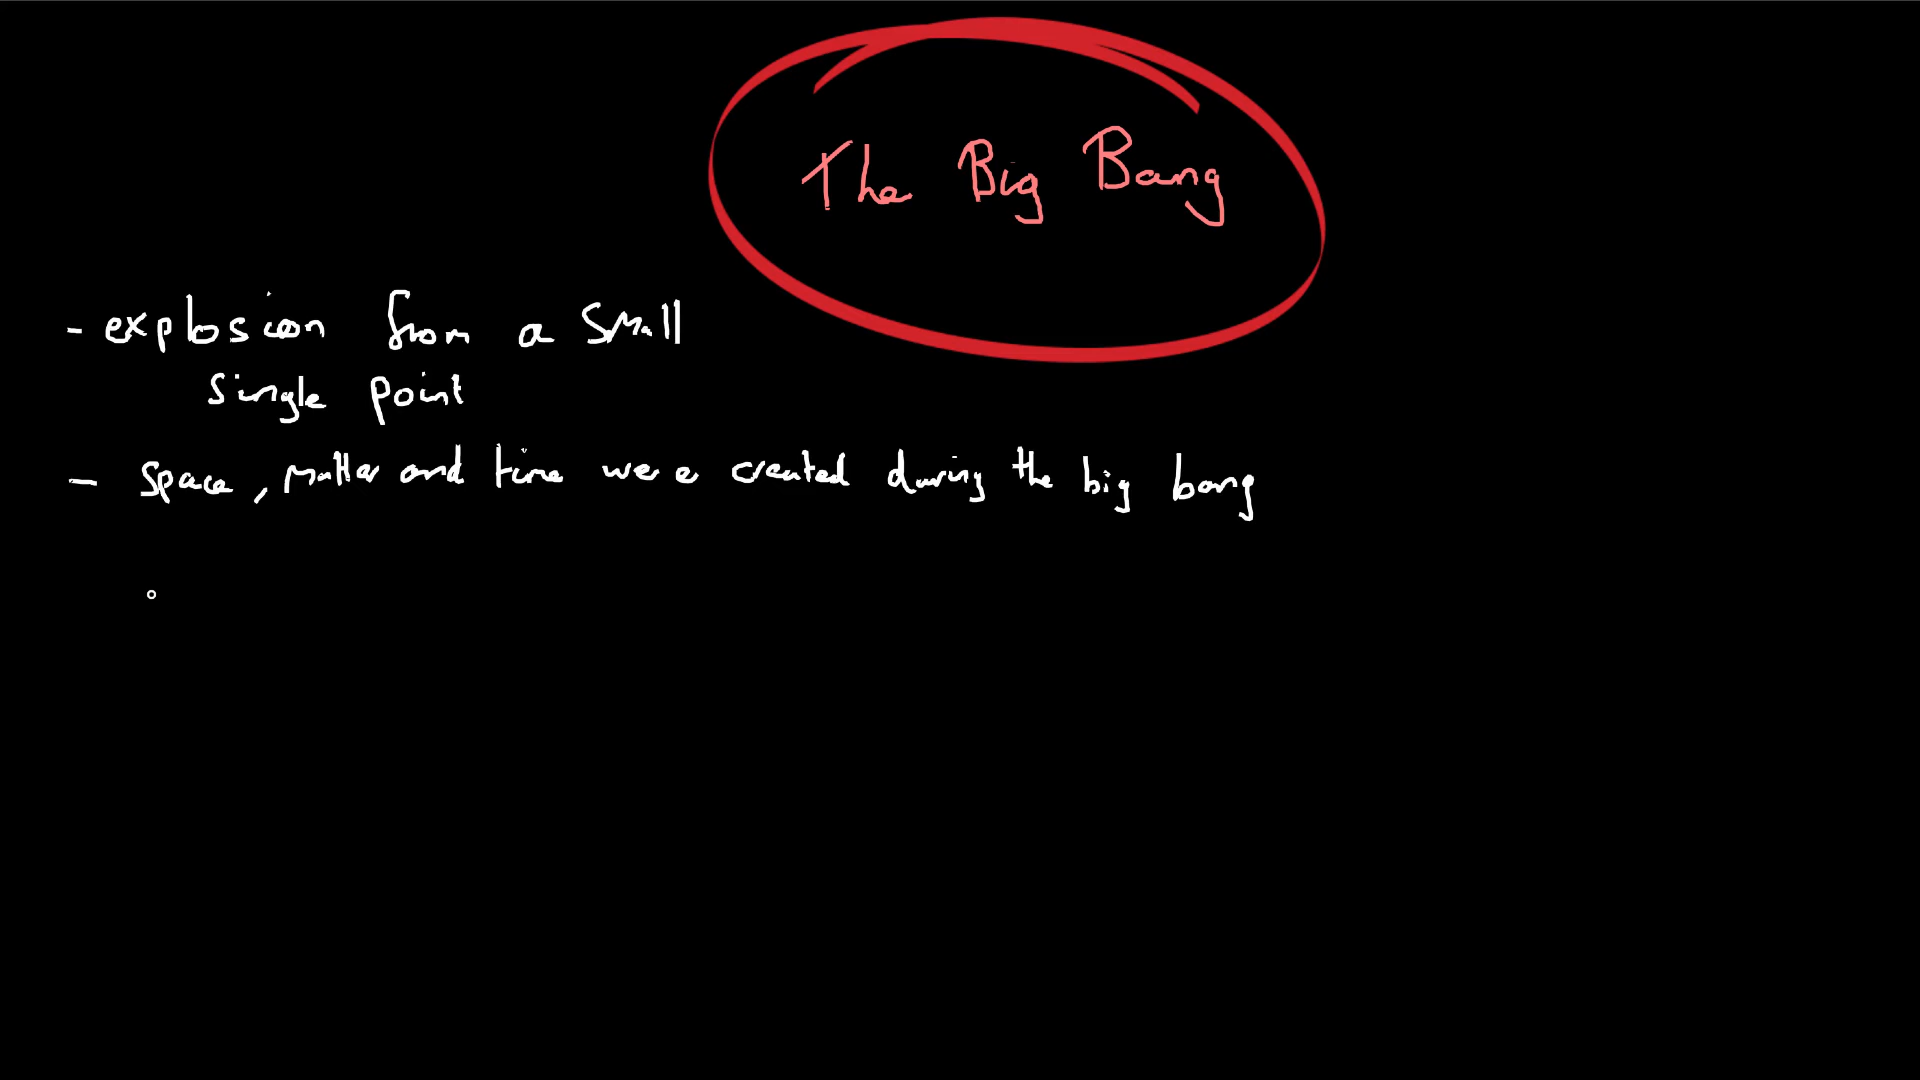 The Big Bang
- explosion from a small
single point
- space, matter and time were created during the big bang